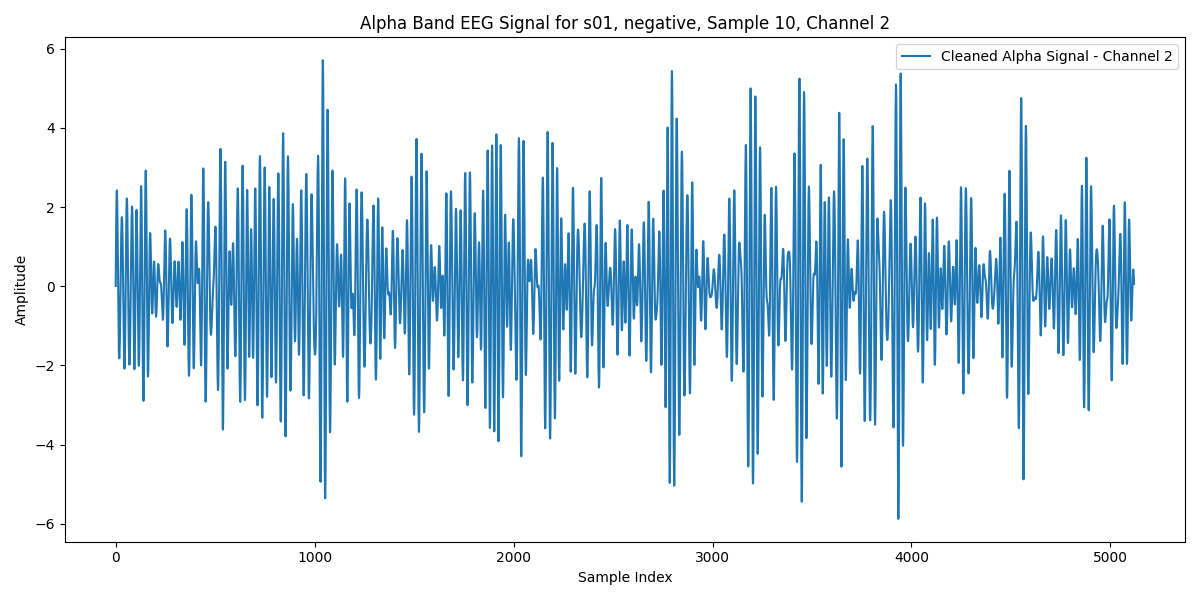 Alpha Band EEG Signal for s01, negative, Sample 10, Channel 2
Cleaned Alpha Signal - Channel 2
Amplitude
6
4
2
0
−2
−4
−6
0 1000 2000 3000 4000 5000
Sample Index